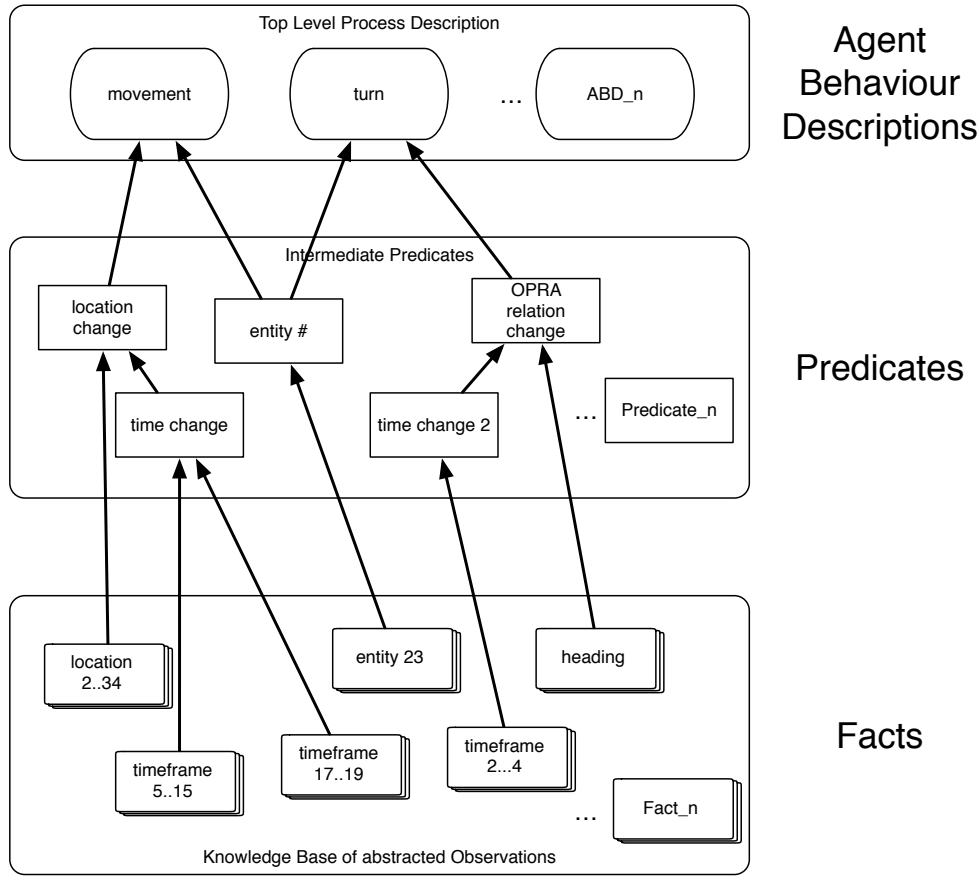 Top Level Process Description
movement
turn
...
ABD_n
Agent
Behaviour
Descriptions
Intermediate Predicates
location
change
entity #
OPRA
relation
change
time change
time change 2
...
Predicate_n
Predicates
location
2..34
entity 23
heading
timeframe
5..15
timeframe
17..19
timeframe
2...4
...
Fact_n
Facts
Knowledge Base of abstracted Observations